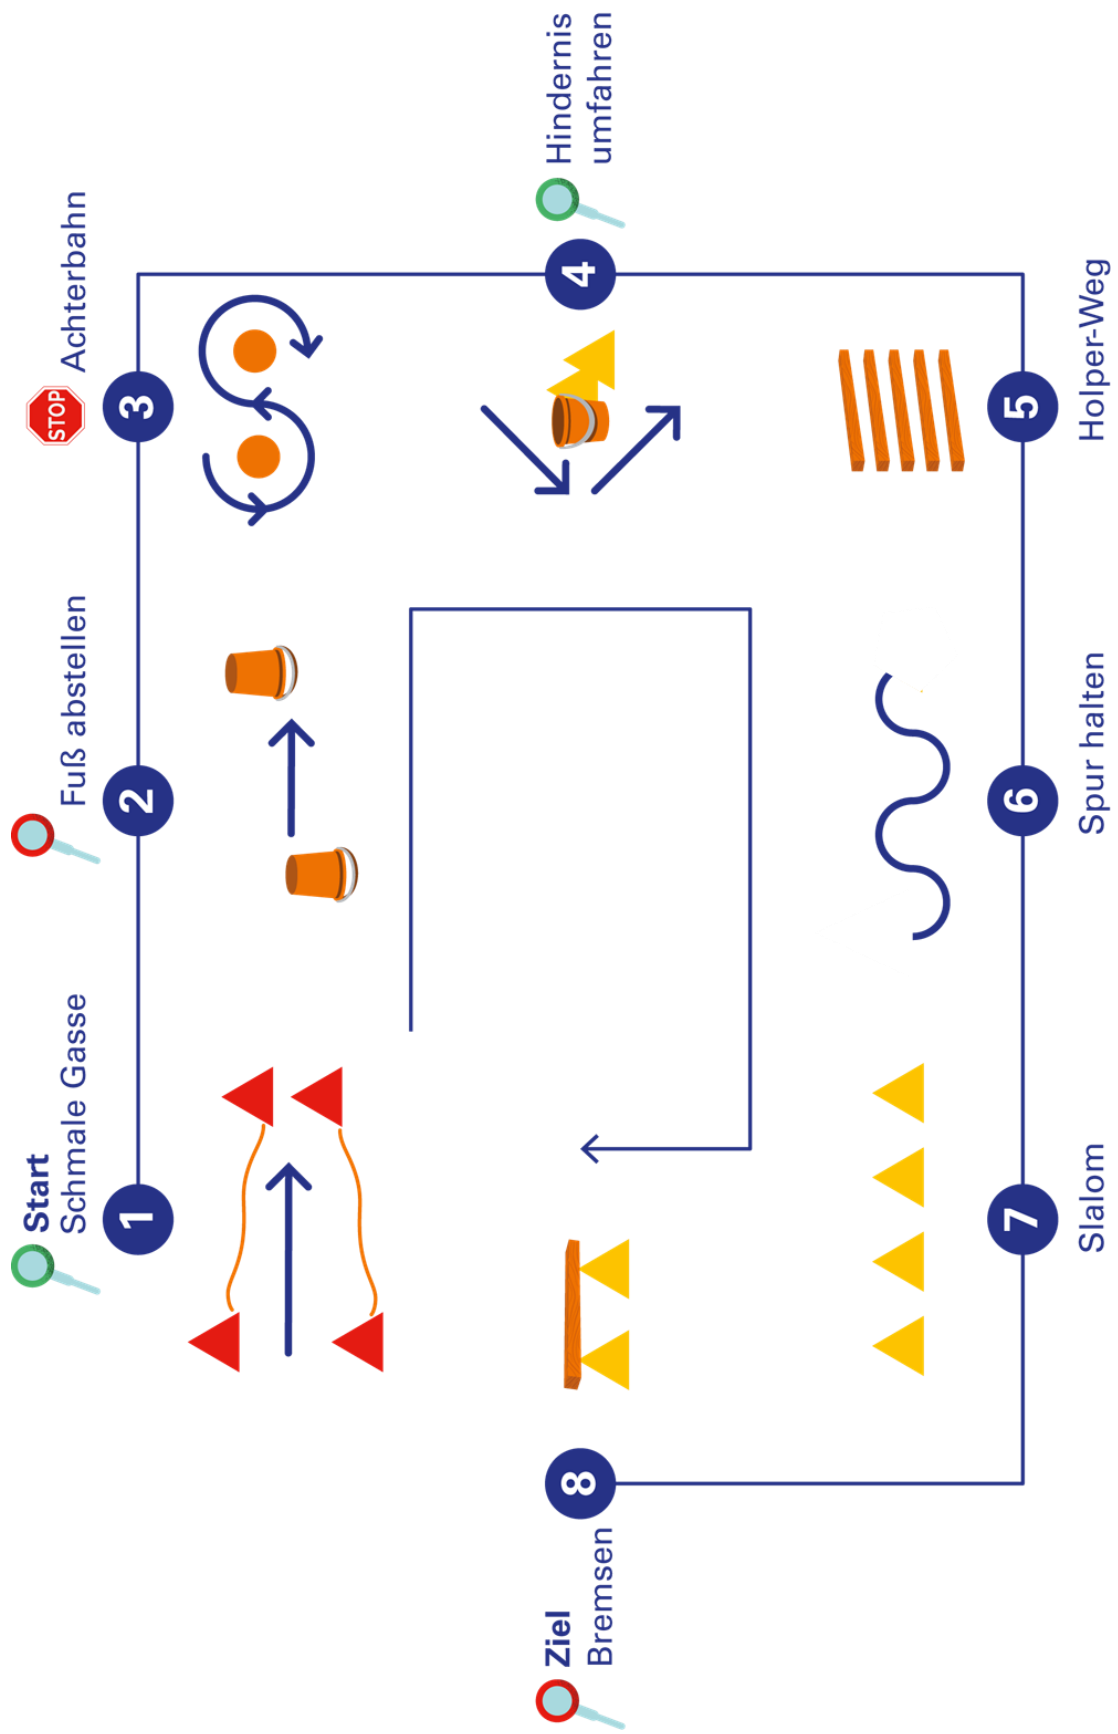 Start
Schmale Gasse
1
Fuß abstellen
2
STOP
Achterbahn
3
Hindernis
umfahren
4
Holper-Weg
5
Spur halten
6
Slalom
7
Ziel
Bremsen
8